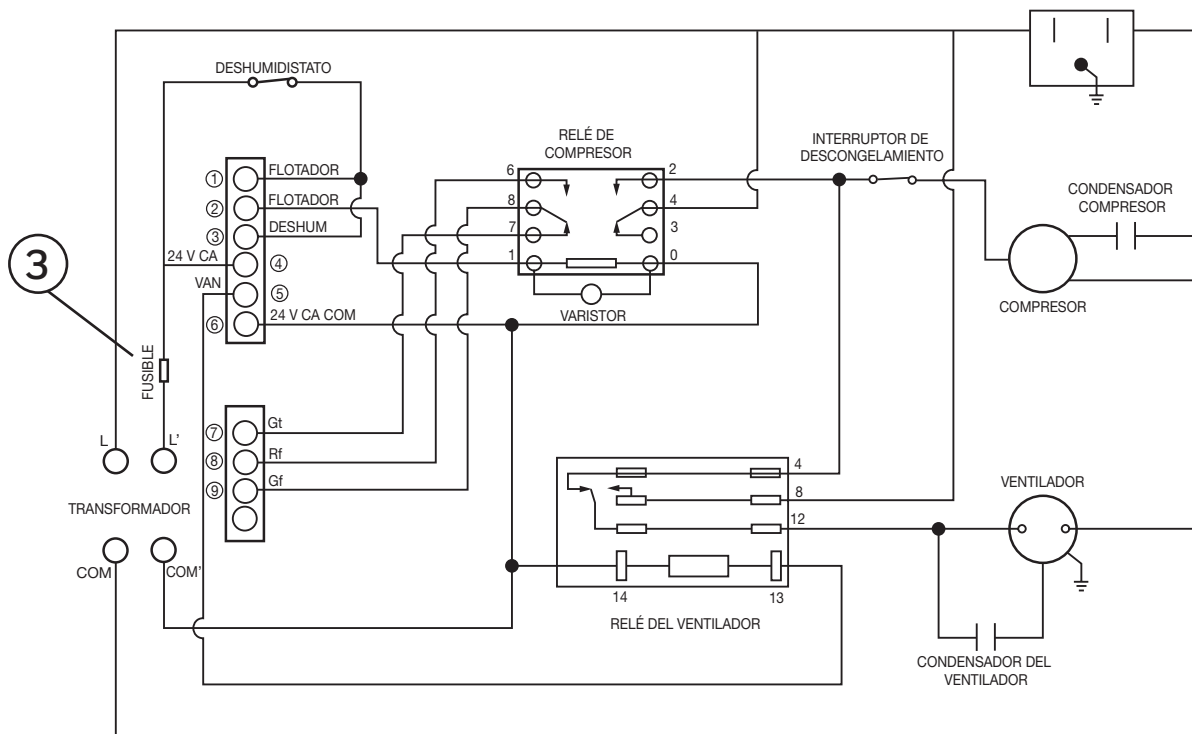 DESHUMIDISTATO
RELÉ DE
COMPRESOR
INTERRUPTOR DE
DESCONGELAMIENTO
CONDENSADOR
COMPRESOR
① FLOTADOR
② FLOTADOR
③ DESHUM
24 V CA ④
VAN ⑤
⑥ 24 V CA COM
6
8
7
1
2
4
3
0
VARISTOR
COMPRESOR
3
FUSIBLE
⑦ Gt
⑧ Rf
⑨ Gf
L
L'
TRANSFORMADOR
COM
COM'
4
8
12
14
13
RELÉ DEL VENTILADOR
VENTILADOR
CONDENSADOR DEL
VENTILADOR